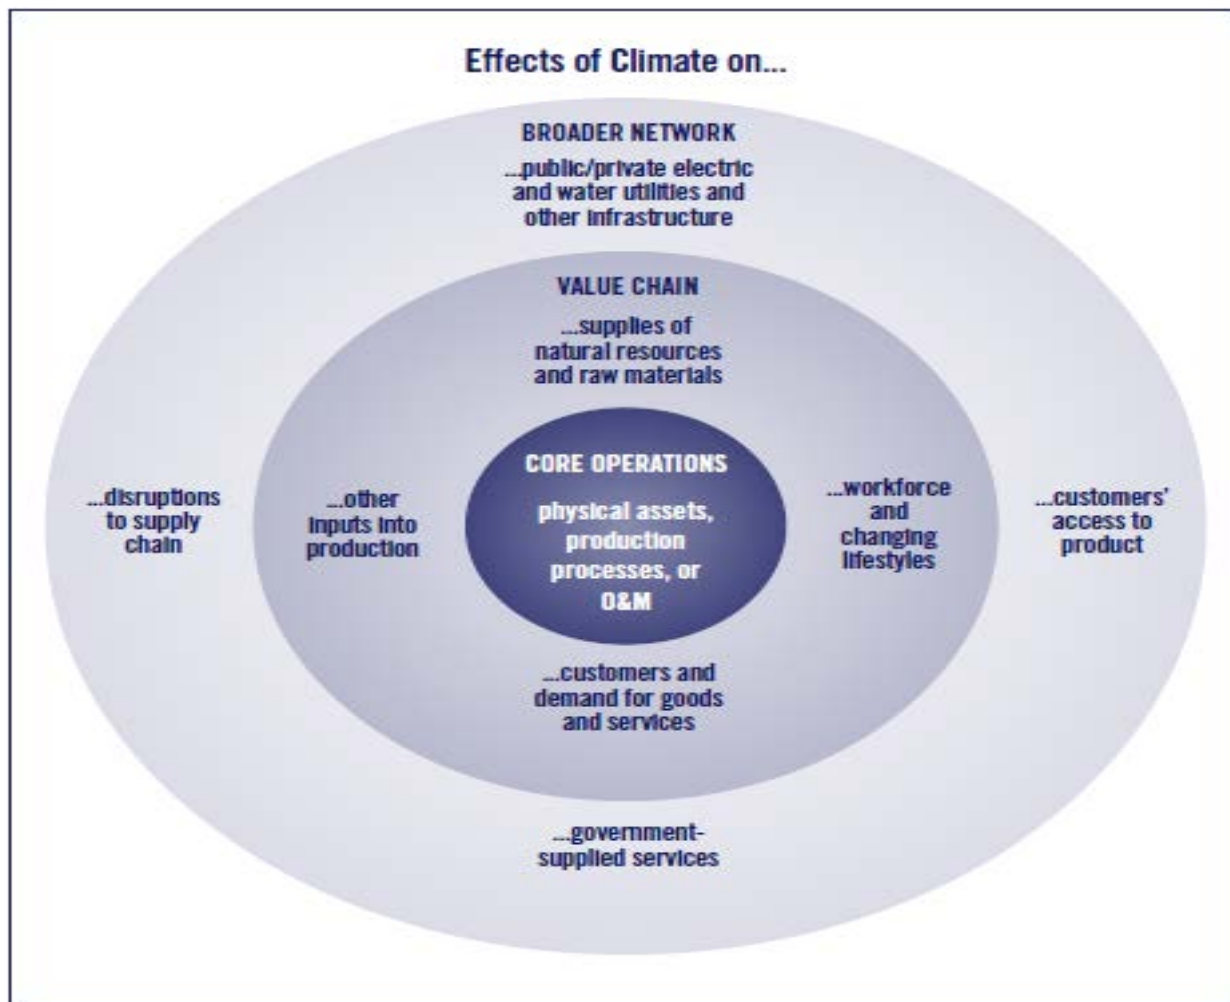 Effects of Climate on...
BROADER NETWORK
...public/private electric
and water utilities and
other infrastructure
VALUE CHAIN
...supplies of
natural resources
and raw materials
CORE OPERATIONS
physical assets,
production
processes, or
O&M
...disruptions
to supply
chain
...other
inputs into
production
...workforce
and
changing
lifestyles
...customers'
access to
product
...customers and
demand for goods
and services
...government-
supplied services